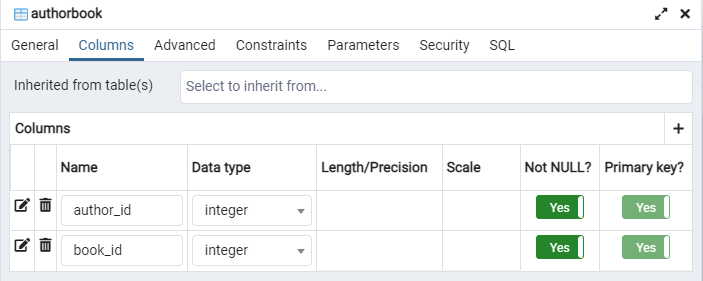 authorbook
General Columns Advanced Constraints Parameters Security SQL
Inherited from table(s) Select to inherit from...
Columns
Name Data type Length/Precision Scale Not NULL? Primary key?
author_id integer Yes Yes
book_id integer Yes Yes